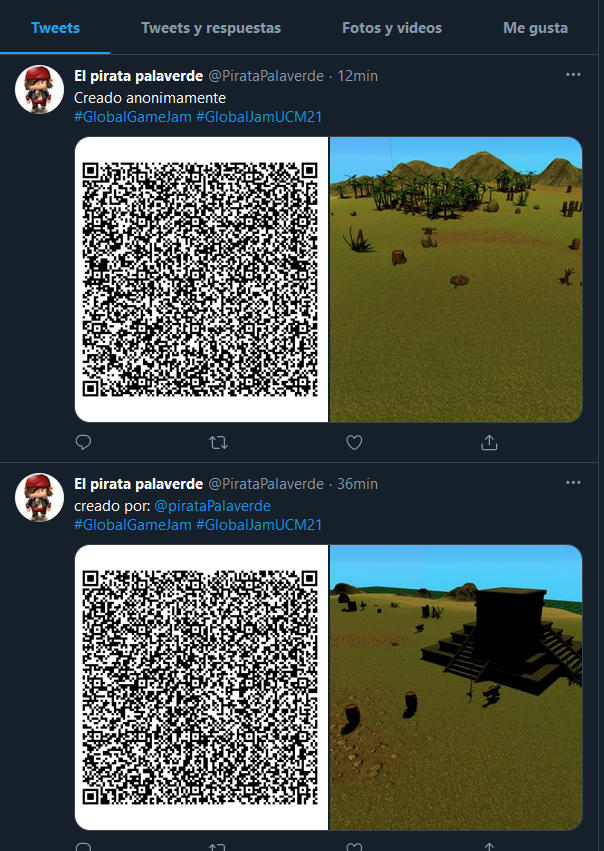 Tweets Tweets y respuestas Fotos y videos Me gusta
El pirata palaverde @PirataPalaverde · 12min
Creado anonimamente
#GlobalGameJam #GlobalJamUCM21
El pirata palaverde @PirataPalaverde · 36min
creado por: @pirataPalaverde
#GlobalGameJam #GlobalJamUCM21